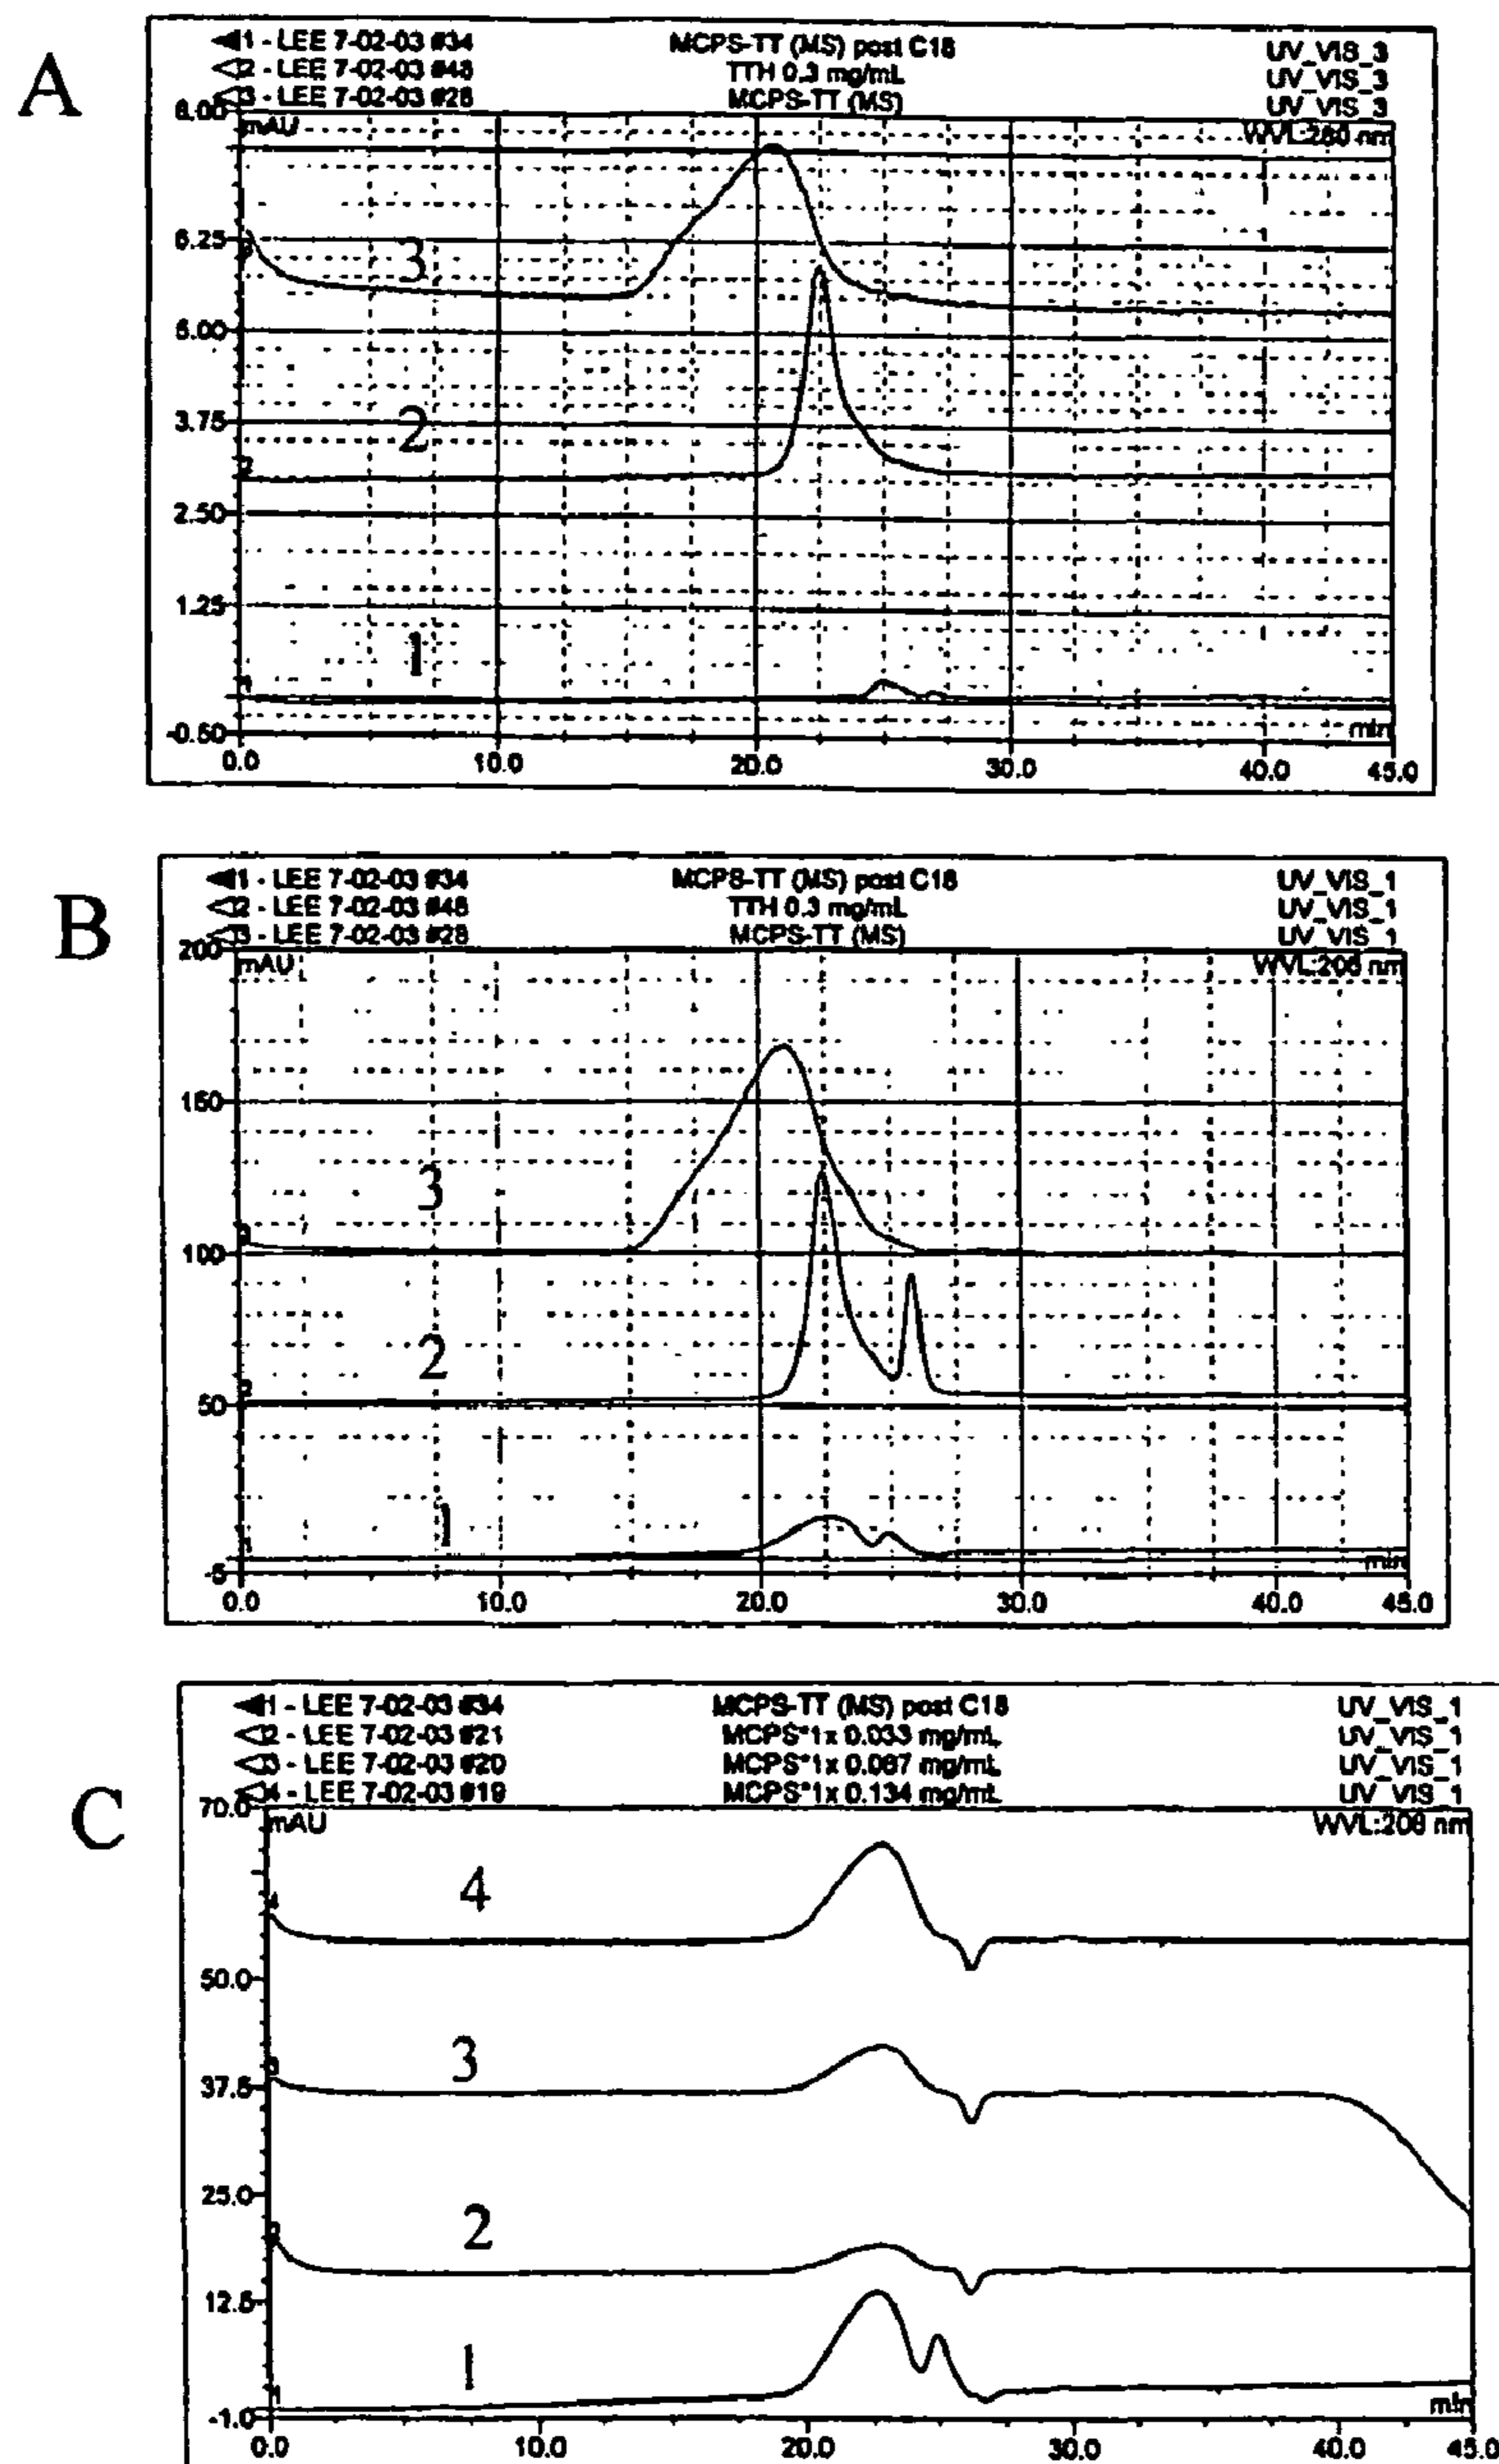 A
1 - LEE 7-02-03 #34 MCPS-TT (MS) post C18 UV_VIS_3
2 - LEE 7-02-03 #48 TTH 0.3 mg/mL UV_VIS_3
3 - LEE 7-02-03 #28 MCPS-TT (MS) UV_VIS_3
8.00 mAU WVL:280 nm
6.25
3
5.00
3.75
2
2.50
1.25
1
-0.50 min
0.0 10.0 20.0 30.0 40.0 45.0
B
1 - LEE 7-02-03 #34 MCPS-TT (MS) post C18 UV_VIS_1
2 - LEE 7-02-03 #48 TTH 0.3 mg/mL UV_VIS_1
3 - LEE 7-02-03 #28 MCPS-TT (MS) UV_VIS_1
200 mAU WVL:206 nm
150
3
100
2
50
1
-5 min
0.0 10.0 20.0 30.0 40.0 45.0
C
1 - LEE 7-02-03 #34 MCPS-TT (MS) post C18 UV_VIS_1
2 - LEE 7-02-03 #21 MCPS*1x 0.033 mg/mL UV_VIS_1
3 - LEE 7-02-03 #20 MCPS*1x 0.067 mg/mL UV_VIS_1
4 - LEE 7-02-03 #19 MCPS*1x 0.134 mg/mL UV_VIS_1
70.0 mAU WVL:206 nm
4
50.0
3
37.5
25.0
2
12.5
1
-1.0 min
0.0 10.0 20.0 30.0 40.0 45.0